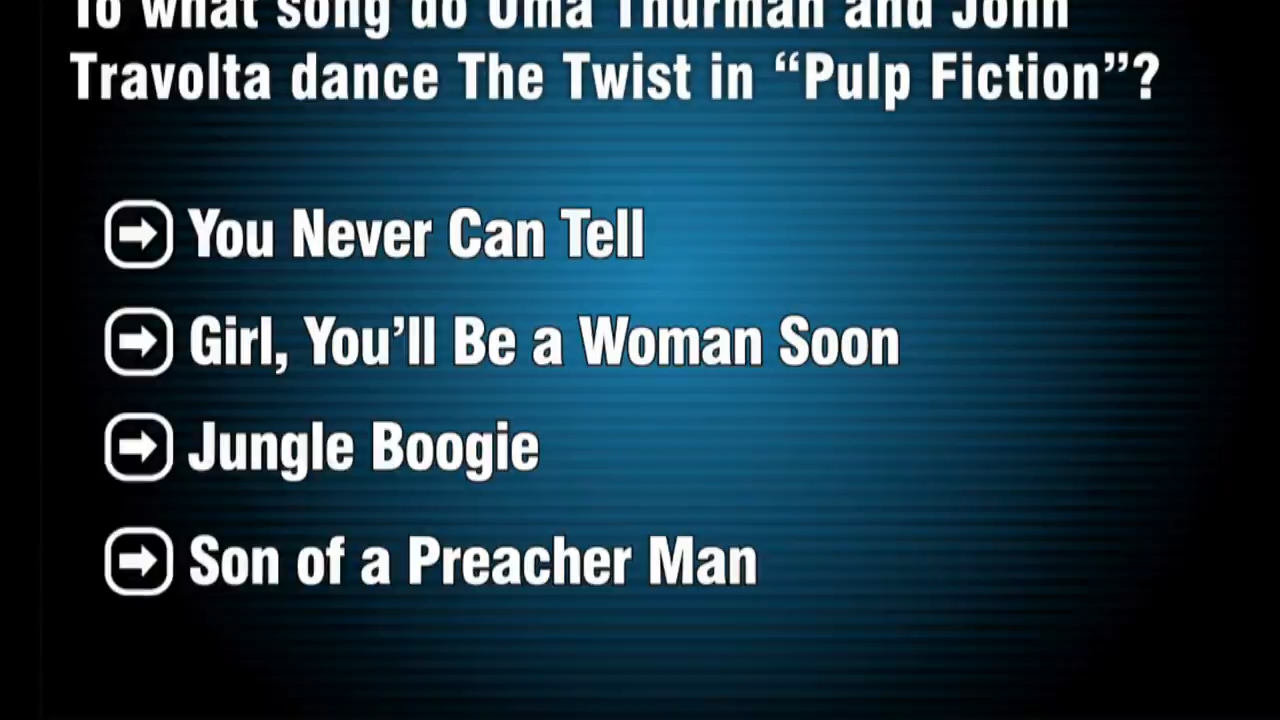 To what song do Uma Thurman and John
Travolta dance The Twist in “Pulp Fiction”?
You Never Can Tell
Girl, You’ll Be a Woman Soon
Jungle Boogie
Son of a Preacher Man